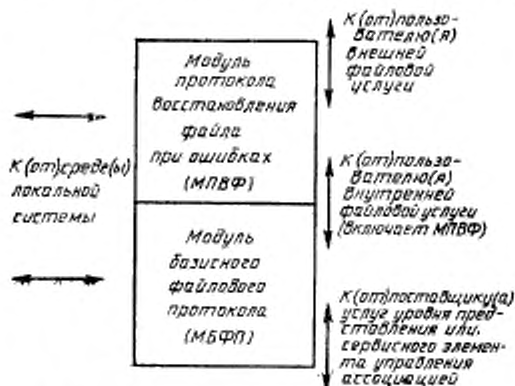 К(от)пользо-
вателю(я)
внешней
файловой
услуги
Модуль
протокола
восстановления
файла
при ошибках
(МПВФ)
К(от)среде(ы)
локальной
системы
К(от)пользо-
вателю(я)
внутренней
файловой услуги
(включает МПВФ)
Модуль
базисного
файлового
протокола
(МБФП)
К(от)поставщику(а)
услуг уровня пред-
ставления или
сервисного элемен-
та управления
ассоциацией